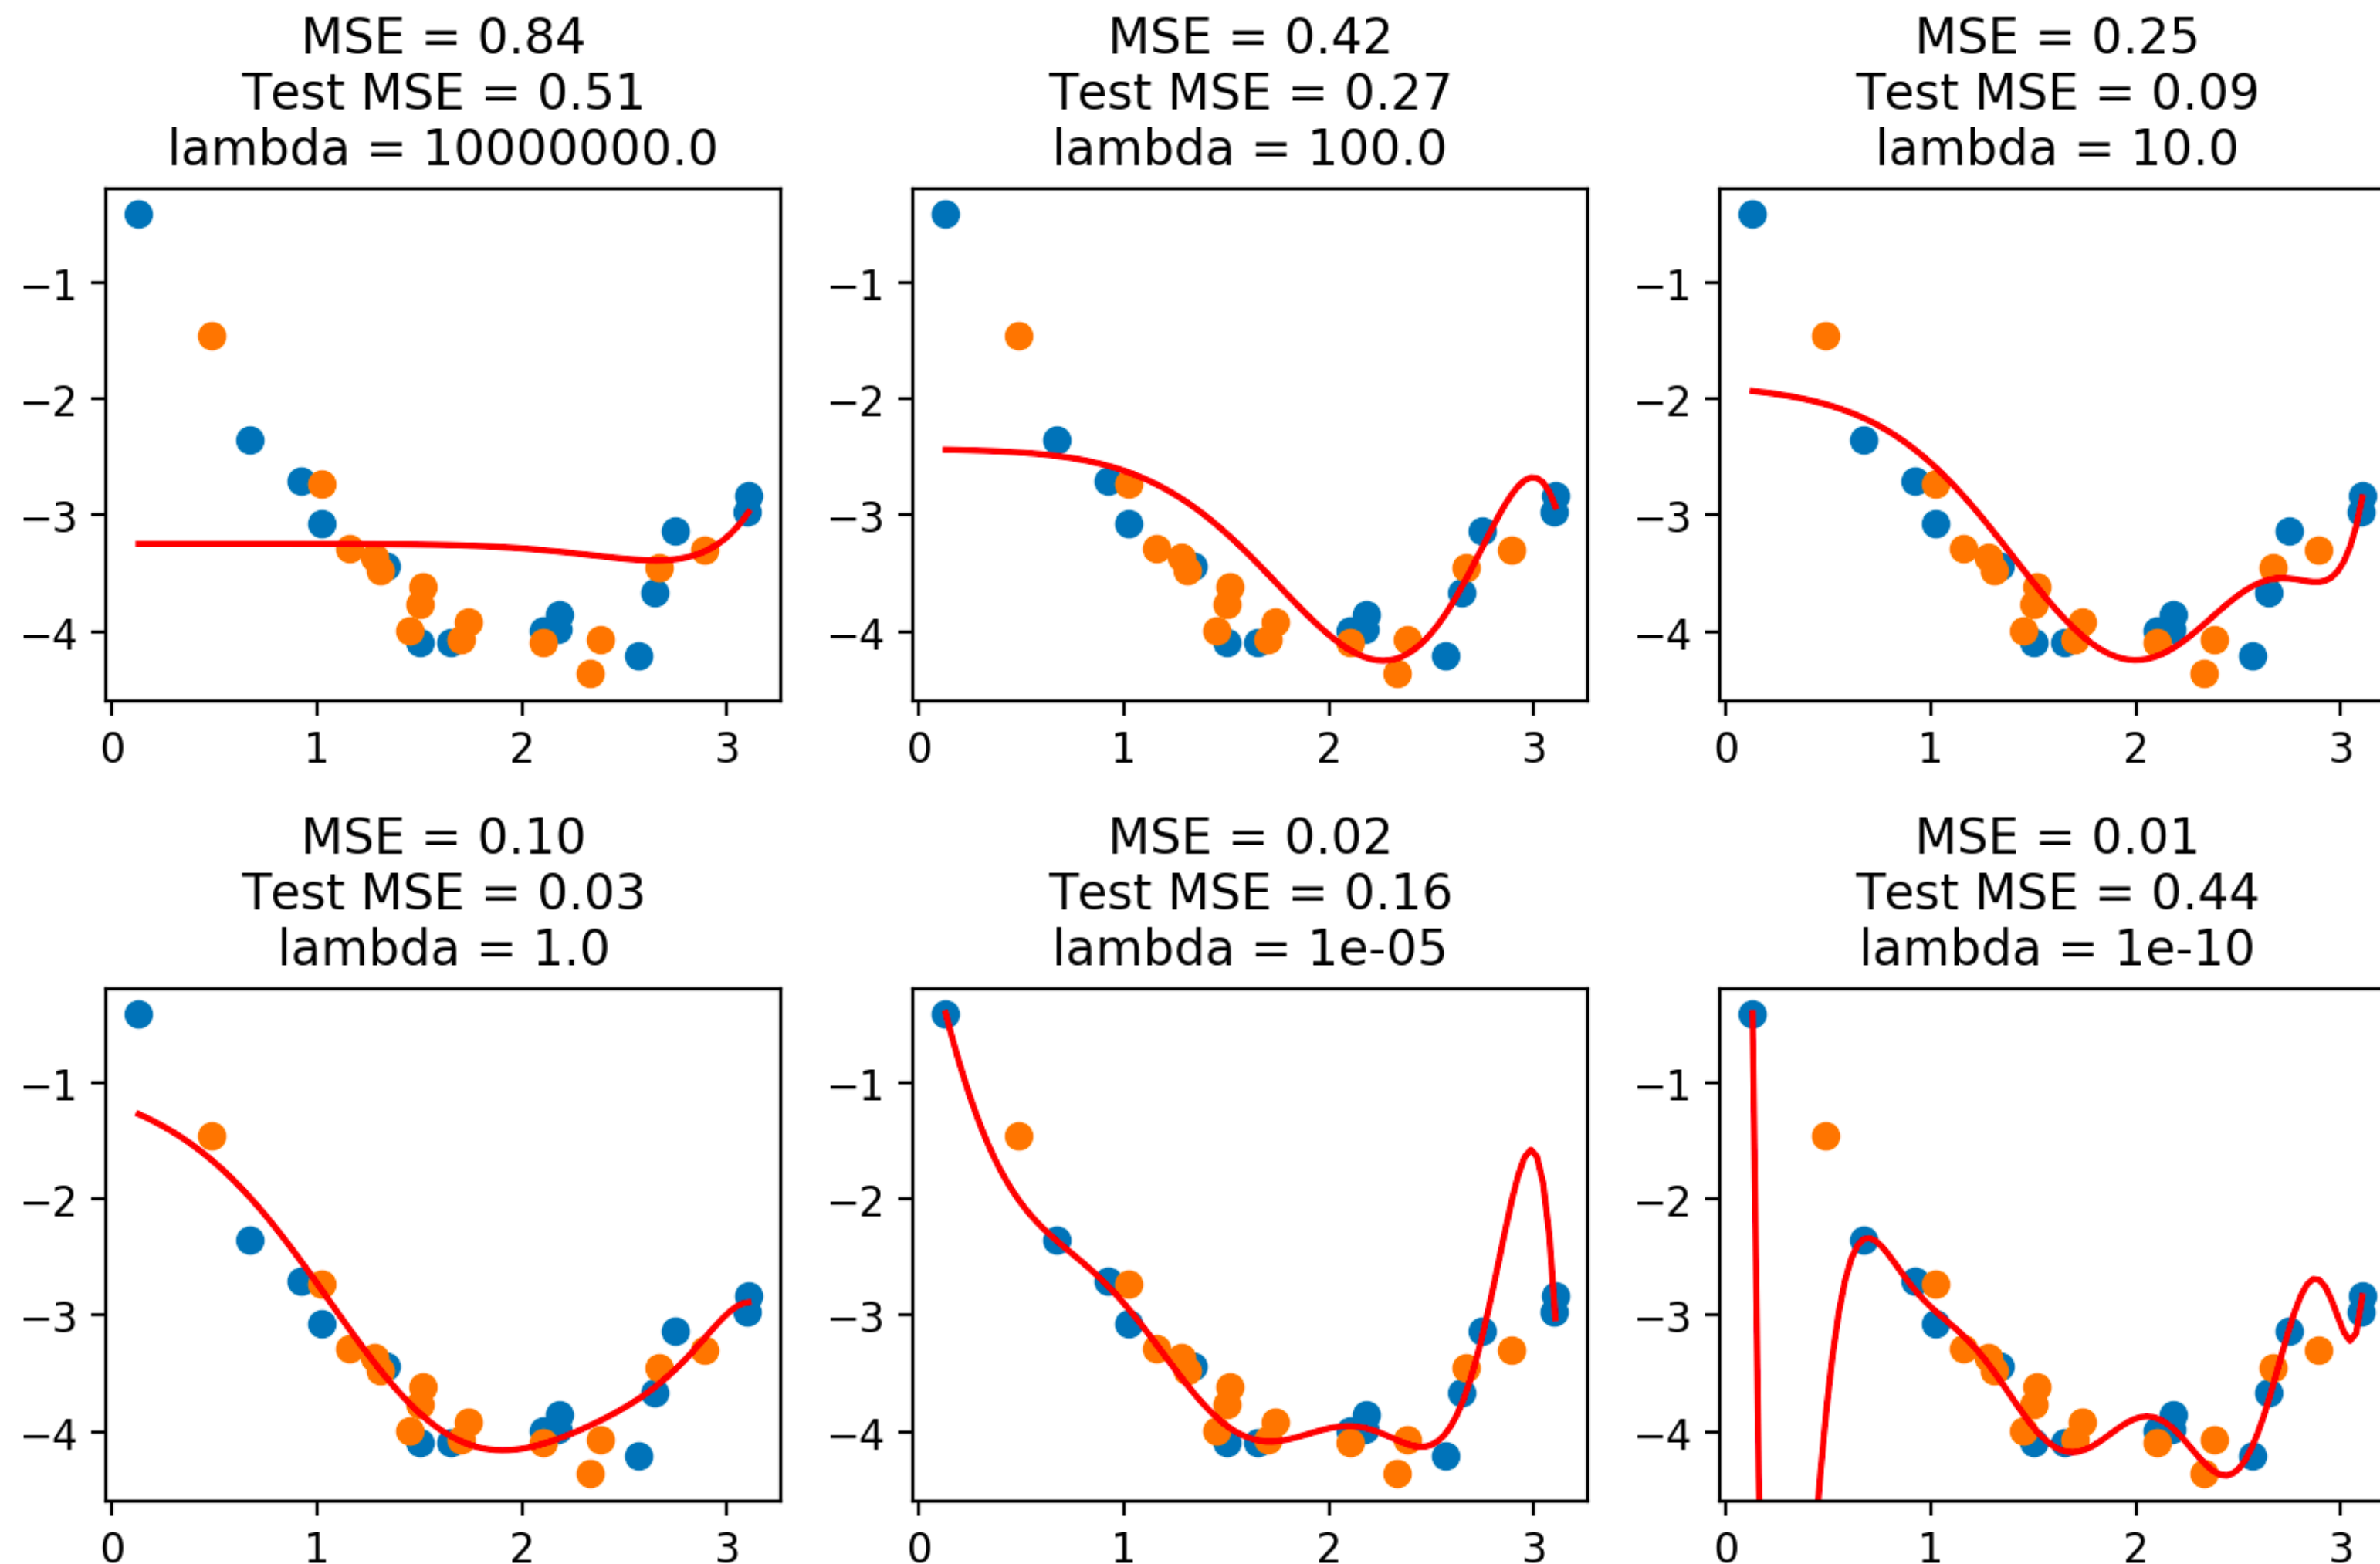 MSE = 0.84
Test MSE = 0.51
lambda = 10000000.0
MSE = 0.42
Test MSE = 0.27
lambda = 100.0
MSE = 0.25
Test MSE = 0.09
lambda = 10.0
−1
−2
−3
−4
0 1 2 3
−1
−2
−3
−4
0 1 2 3
−1
−2
−3
−4
0 1 2 3
MSE = 0.10
Test MSE = 0.03
lambda = 1.0
MSE = 0.02
Test MSE = 0.16
lambda = 1e-05
MSE = 0.01
Test MSE = 0.44
lambda = 1e-10
−1
−2
−3
−4
0 1 2 3
−1
−2
−3
−4
0 1 2 3
−1
−2
−3
−4
0 1 2 3